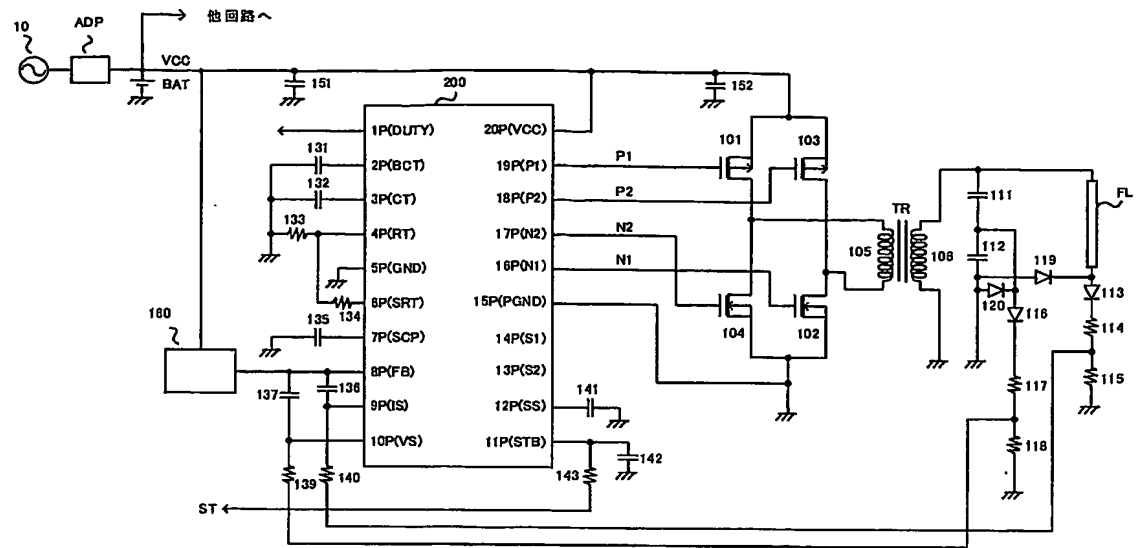 10
ADP
他回路へ
VCC
BAT
151
152
200
1P(DUTY)
2P(BCT)
3P(CT)
4P(RT)
5P(GND)
6P(SRT)
7P(SCP)
8P(FB)
9P(IS)
10P(VS)
20P(VCC)
19P(P1)
18P(P2)
17P(N2)
16P(N1)
15P(PGND)
14P(S1)
13P(S2)
12P(SS)
11P(STB)
131
132
133
134
135
136
137
139
140
141
142
143
160
ST
P1
P2
N2
N1
101
103
104
102
TR
105
106
111
112
119
120
116
113
114
115
117
118
FL